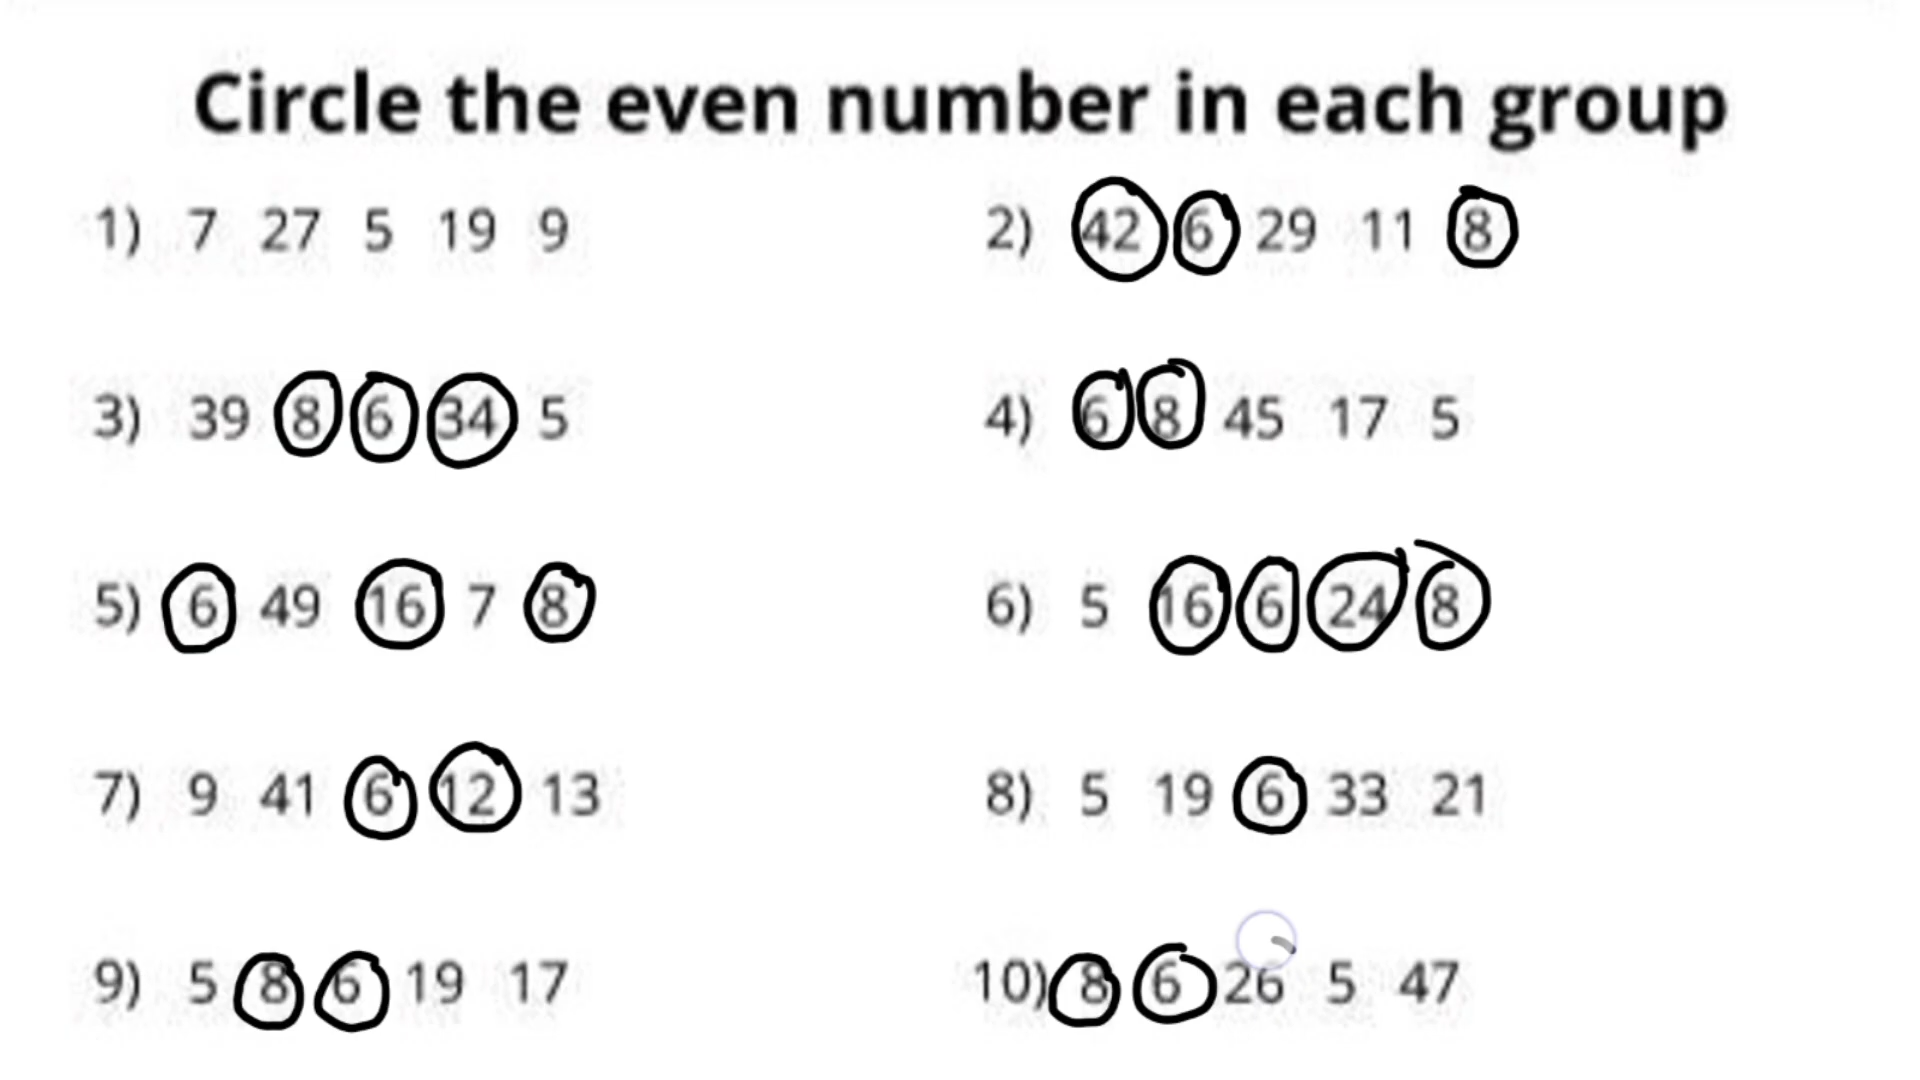 Circle the even number in each group
1) 7 27 5 19 9
2) 42 6 29 11 8
3) 39 8 6 34 5
4) 6 8 45 17 5
5) 6 49 16 7 8
6) 5 16 6 24 8
7) 9 41 6 12 13
8) 5 19 6 33 21
9) 5 8 6 19 17
10) 8 6 26 5 47